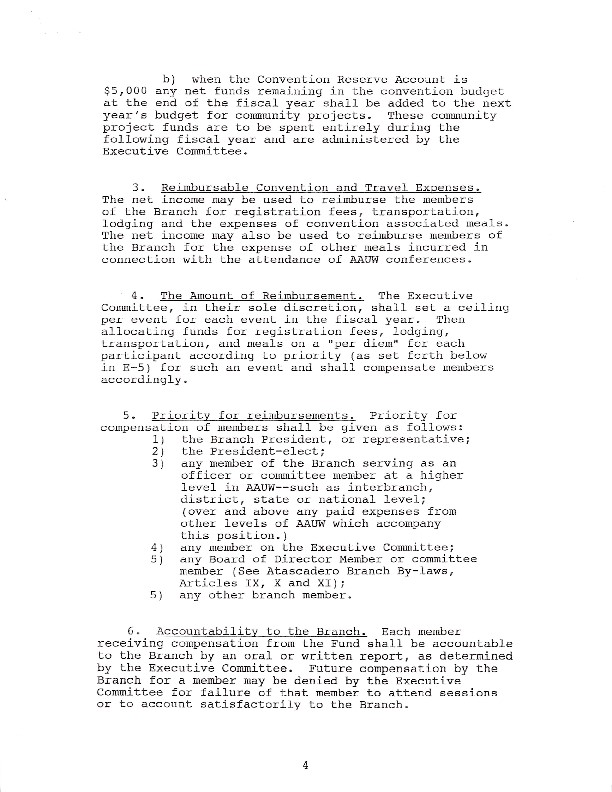 b) when the Convention Reserve Account is
$5,000 any net funds remaining in the convention budget
at the end of the fiscal year shall be added to the next
year's budget for community projects. These community
project funds are to be spent entirely during the
following fiscal year and are administered by the
Executive Committee.
3. Reimbursable Convention and Travel Expenses.
The net income may be used to reimburse the members
of the Branch for registration fees, transportation,
lodging and the expenses of convention associated meals.
The net income may also be used to reimburse members of
the Branch for the expense of other meals incurred in
connection with the attendance of AAUW conferences.
4. The Amount of Reimbursement. The Executive
Committee, in their sole discretion, shall set a ceiling
per event for each event in the fiscal year. Then
allocating funds for registration fees, lodging,
transportation, and meals on a "per diem" for each
participant according to priority (as set forth below
in E-5) for such an event and shall compensate members
accordingly.
5. Priority for reimbursements. Priority for
compensation of members shall be given as follows:
1) the Branch President, or representative;
2) the President-elect;
3) any member of the Branch serving as an
officer or committee member at a higher
level in AAUW--such as interbranch,
district, state or national level;
(over and above any paid expenses from
other levels of AAUW which accompany
this position.)
4) any member on the Executive Committee;
5) any Board of Director Member or committee
member (See Atascadero Branch By-laws,
Articles IX, X and XI);
5) any other branch member.
6. Accountability to the Branch. Each member
receiving compensation from the Fund shall be accountable
to the Branch by an oral or written report, as determined
by the Executive Committee. Future compensation by the
Branch for a member may be denied by the Executive
Committee for failure of that member to attend sessions
or to account satisfactorily to the Branch.
4